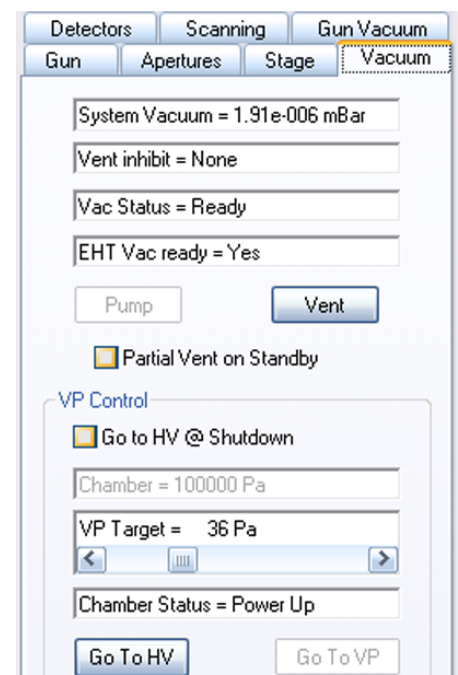 Detectors Scanning Gun Vacuum
Gun Apertures Stage Vacuum
System Vacuum = 1.91e-006 mBar
Vent inhibit = None
Vac Status = Ready
EHT Vac ready = Yes
Pump Vent
Partial Vent on Standby
VP Control
Go to HV @ Shutdown
Chamber = 100000 Pa
VP Target = 36 Pa
Chamber Status = Power Up
Go To HV Go To VP